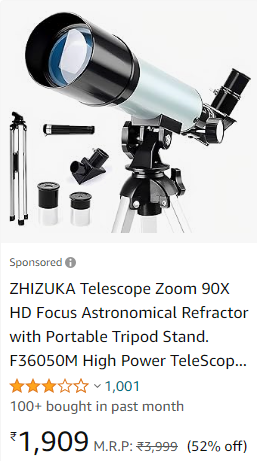 Sponsored
ZHIZUKA Telescope Zoom 90X
HD Focus Astronomical Refractor
with Portable Tripod Stand.
F36050M High Power TeleScop...
1,001
100+ bought in past month
₹1,909 M.R.P: ₹3,999 (52% off)